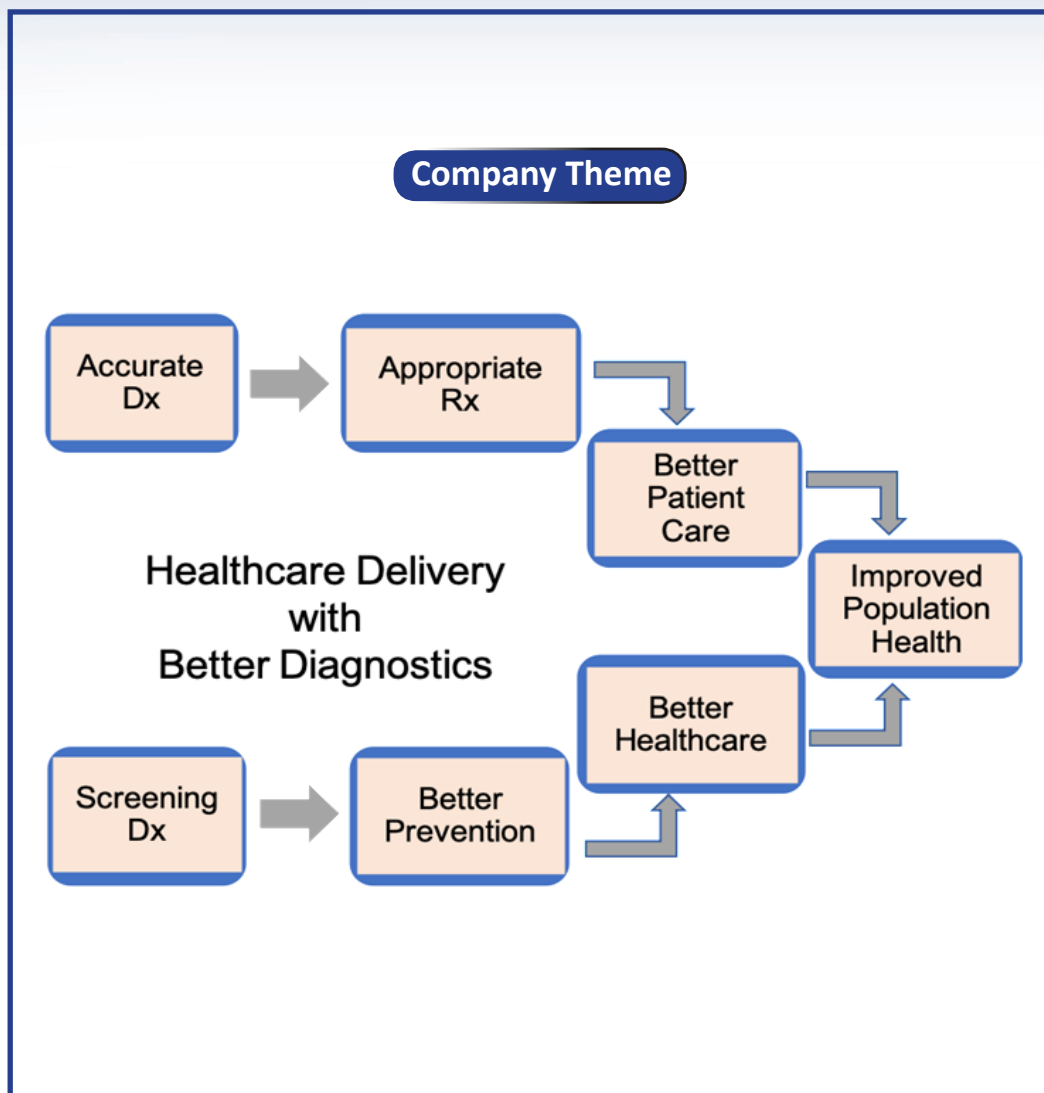 Company Theme
Accurate
Dx
Appropriate
Rx
Better
Patient
Care
Improved
Population
Health
Healthcare Delivery
with
Better Diagnostics
Better
Healthcare
Screening
Dx
Better
Prevention